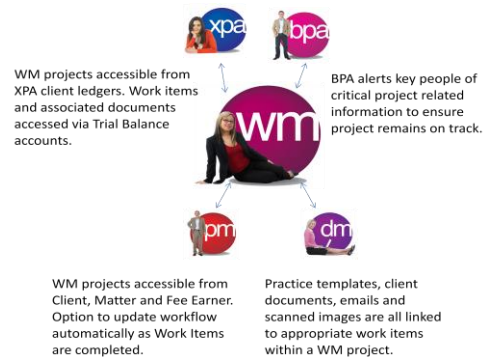 xpa
bpa
WM projects accessible from
XPA client ledgers. Work items
and associated documents
accessed via Trial Balance
accounts.
BPA alerts key people of
critical project related
information to ensure
project remains on track.
wm
pm
dm
WM projects accessible from
Client, Matter and Fee Earner.
Option to update workflow
automatically as Work Items
are completed.
Practice templates, client
documents, emails and
scanned images are all linked
to appropriate work items
within a WM project.